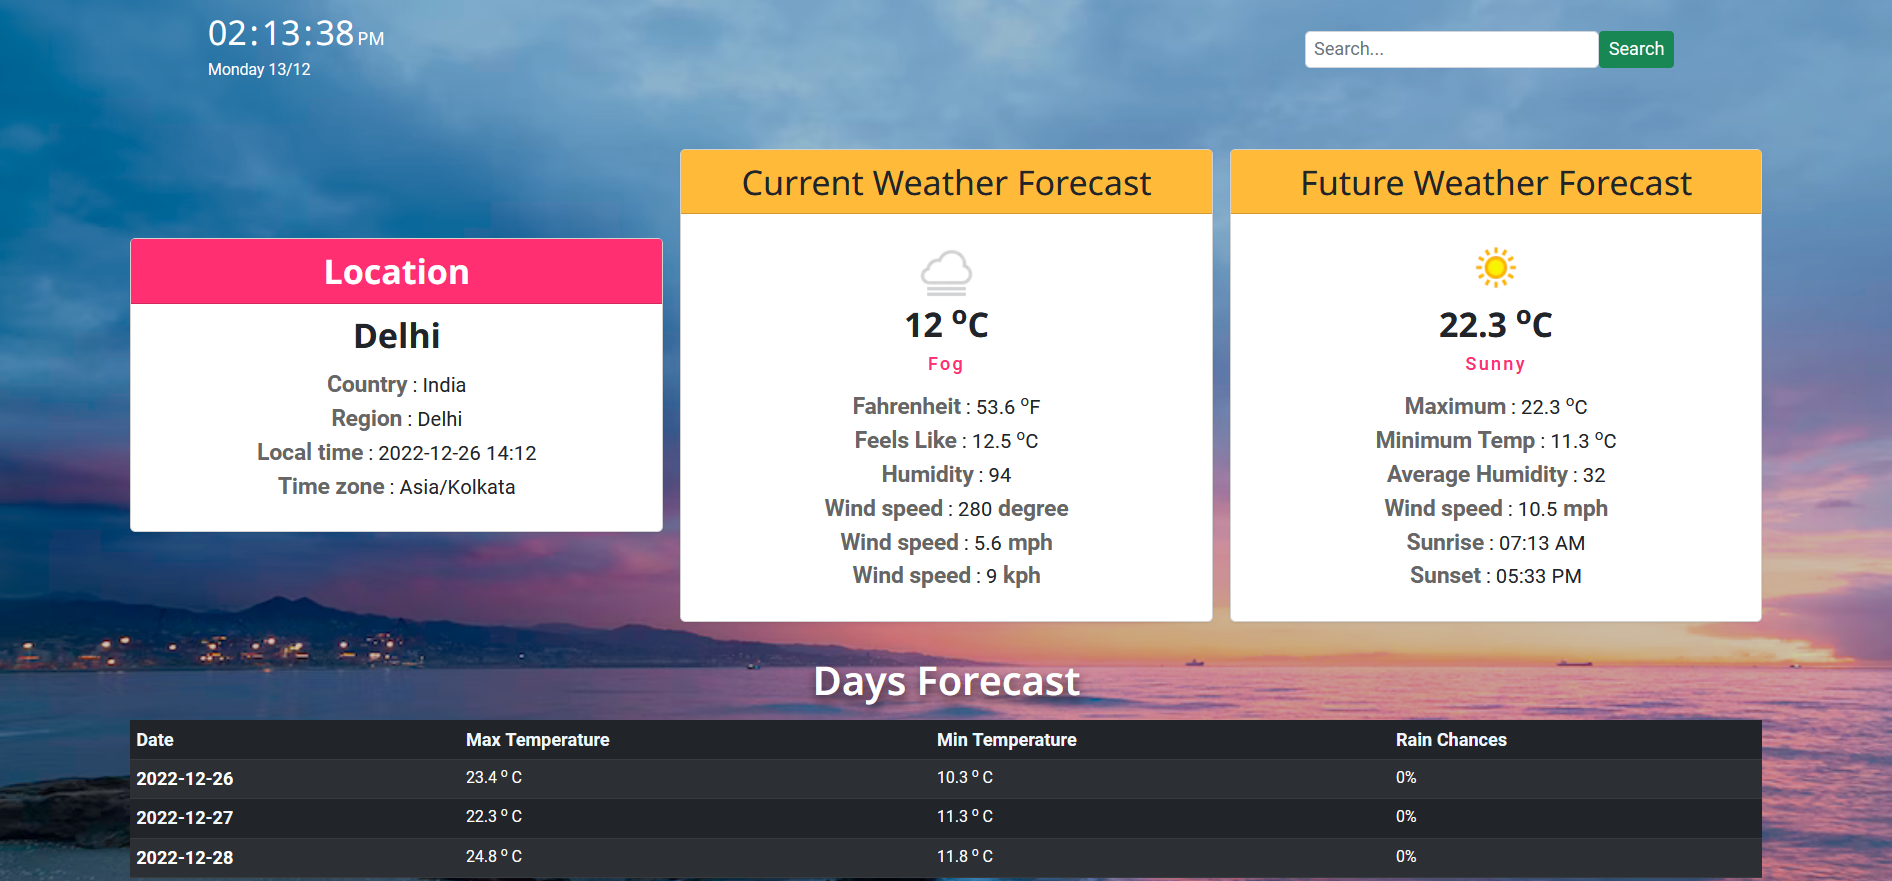 02:13:38 PM
Monday 13/12
Search...
Search
Location
Delhi
Country : India
Region : Delhi
Local time : 2022-12-26 14:12
Time zone : Asia/Kolkata
Current Weather Forecast
12 °C
Fog
Fahrenheit : 53.6 °F
Feels Like : 12.5 °C
Humidity : 94
Wind speed : 280 degree
Wind speed : 5.6 mph
Wind speed : 9 kph
Future Weather Forecast
22.3 °C
Sunny
Maximum : 22.3 °C
Minimum Temp : 11.3 °C
Average Humidity : 32
Wind speed : 10.5 mph
Sunrise : 07:13 AM
Sunset : 05:33 PM
Days Forecast
Date Max Temperature Min Temperature Rain Chances
2022-12-26 23.4 ° C 10.3 ° C 0%
2022-12-27 22.3 ° C 11.3 ° C 0%
2022-12-28 24.8 ° C 11.8 ° C 0%